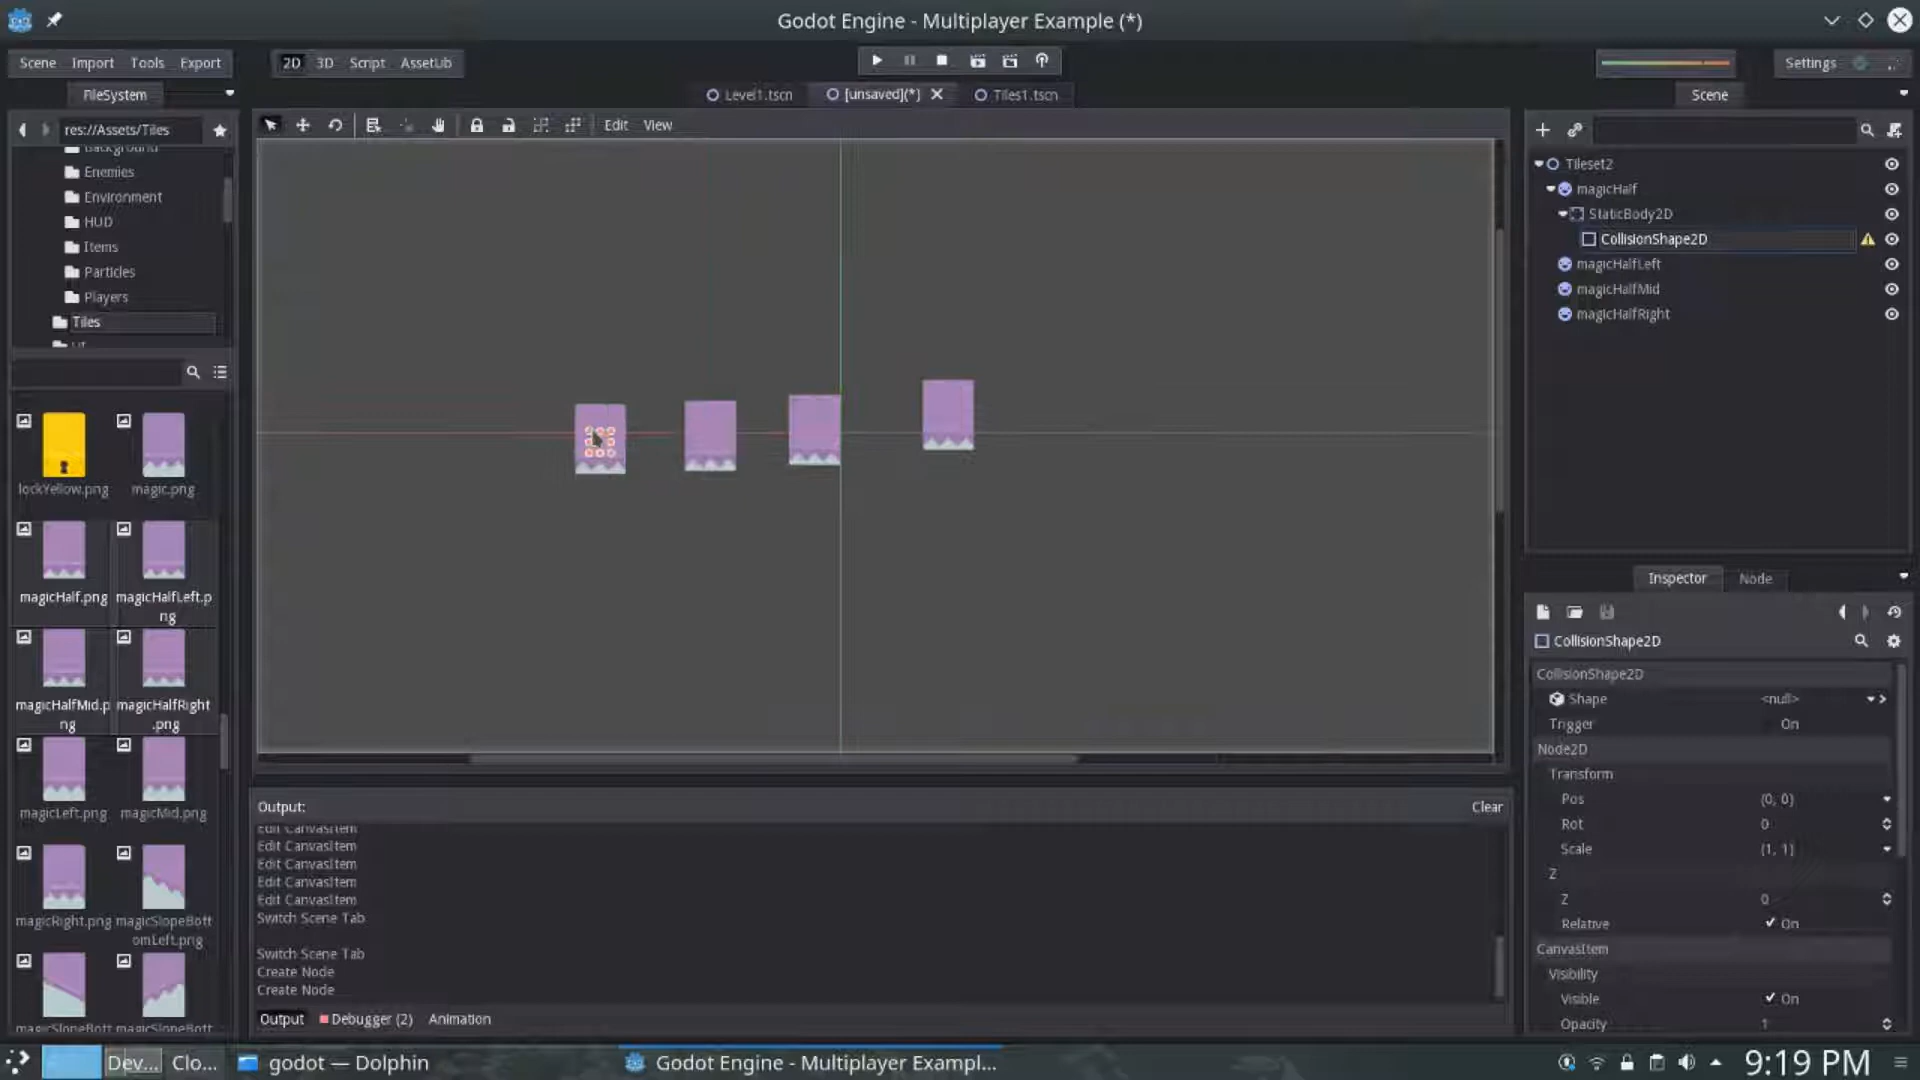 Godot Engine - Multiplayer Example (*)
Scene Import Tools Export
2D 3D Script AssetLib
Settings
FileSystem
Level1.tscn
[unsaved](*)
Tiles1.tscn
Scene
res://Assets/Tiles
Edit View
Background
Enemies
Environment
HUD
Items
Particles
Players
Tiles
Tileset2
magicHalf
StaticBody2D
CollisionShape2D
magicHalfLeft
magicHalfMid
magicHalfRight
lockYellow.png
magic.png
magicHalf.png
magicHalfLeft.p
ng
magicHalfMid.p
ng
magicHalfRight
.png
magicLeft.png
magicMid.png
magicRight.png
magicSlopeBott
omLeft.png
magicSlopeBott
magicSlopeBott
Inspector Node
CollisionShape2D
CollisionShape2D
Shape <null>
Trigger On
Node2D
Transform
Pos (0, 0)
Rot 0
Scale (1, 1)
Z
Z 0
Relative On
CanvasItem
Visibility
Visible On
Opacity 1
Output: Clear
Edit CanvasItem
Edit CanvasItem
Edit CanvasItem
Edit CanvasItem
Edit CanvasItem
Switch Scene Tab
Switch Scene Tab
Create Node
Create Node
Output Debugger (2) Animation
Dev... Clo... godot — Dolphin
Godot Engine - Multiplayer Exampl...
9:19 PM